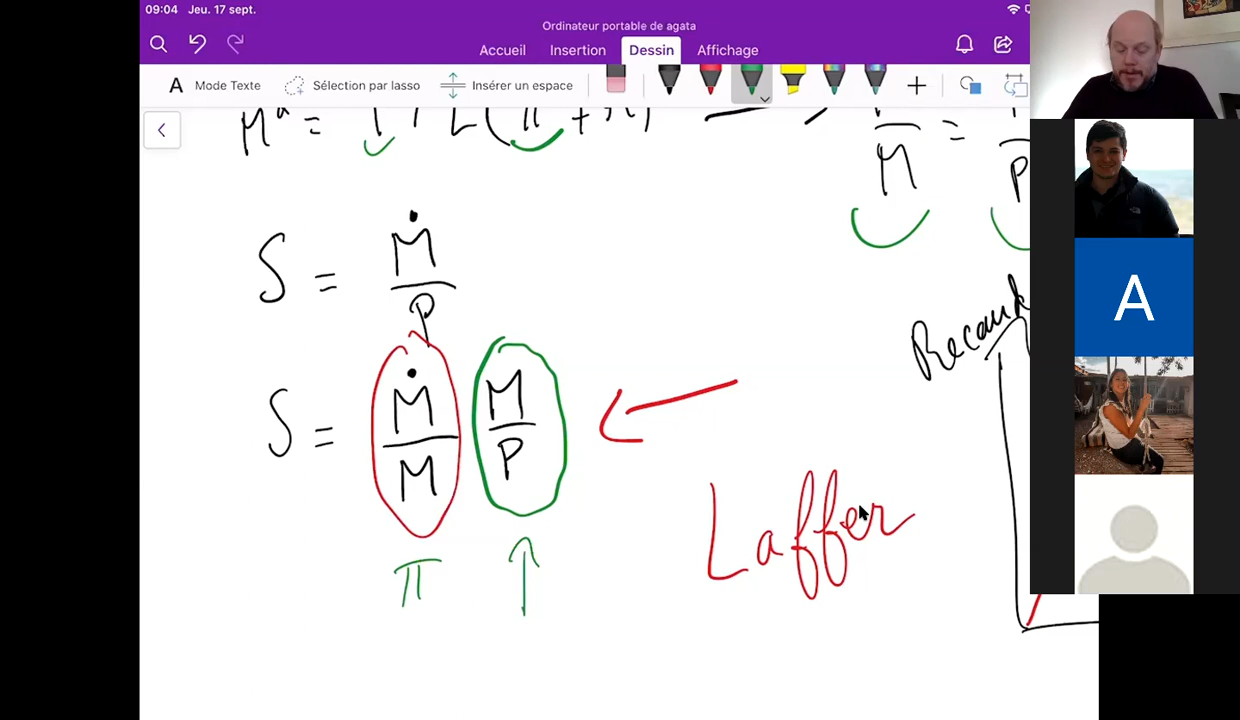 09:04 Jeu. 17 sept.
Ordinateur portable de agata
Accueil Insertion Dessin Affichage
A Mode Texte Sélection par lasso Insérer un espace
M =
L ( π +
M = P
S = Ṁ / P
S = Ṁ / M M / P
π ↑
Laffer
A